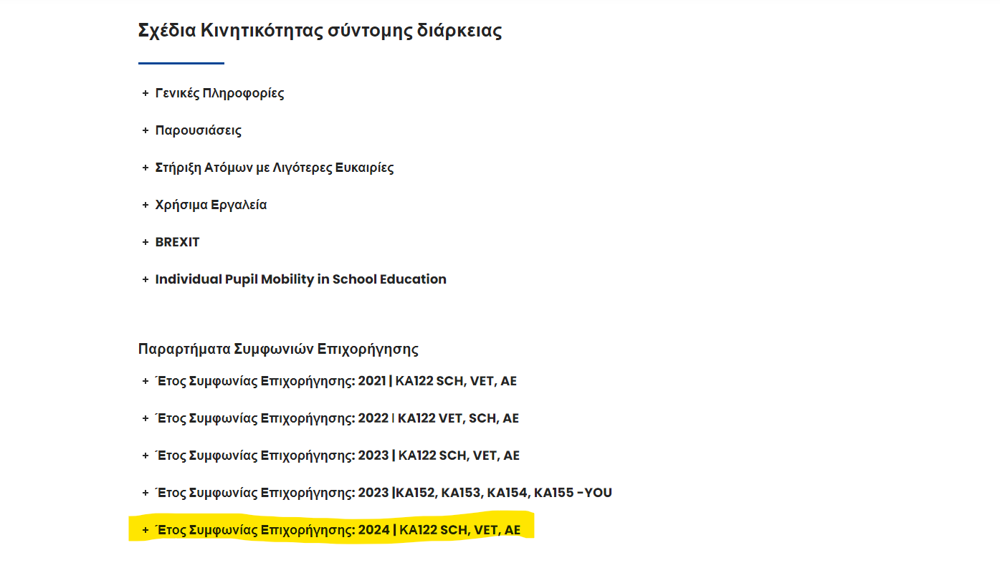 Σχέδια Κινητικότητας σύντομης διάρκειας
+ Γενικές Πληροφορίες
+ Παρουσιάσεις
+ Στήριξη Ατόμων με Λιγότερες Ευκαιρίες
+ Χρήσιμα Εργαλεία
+ BREXIT
+ Individual Pupil Mobility in School Education
Παραρτήματα Συμφωνιών Επιχορήγησης
+ Έτος Συμφωνίας Επιχορήγησης: 2021 | KA122 SCH, VET, AE
+ Έτος Συμφωνίας Επιχορήγησης: 2022 | KA122 VET, SCH, AE
+ Έτος Συμφωνίας Επιχορήγησης: 2023 | KA122 SCH, VET, AE
+ Έτος Συμφωνίας Επιχορήγησης: 2023 |KA152, KA153, KA154, KA155 -YOU
+ Έτος Συμφωνίας Επιχορήγησης: 2024 | KA122 SCH, VET, AE